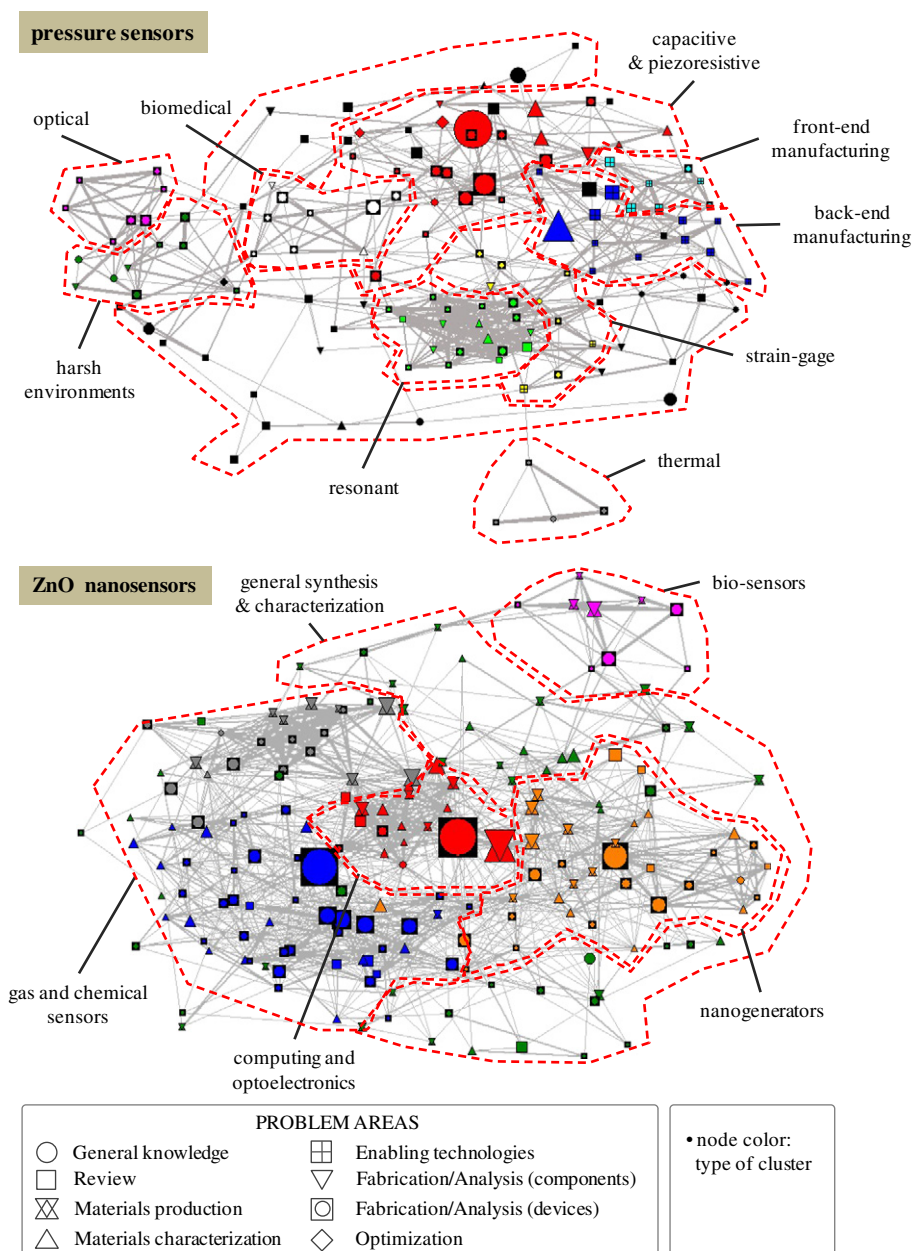 pressure sensors
capacitive
& piezoresistive
optical
biomedical
front-end
manufacturing
back-end
manufacturing
harsh
environments
strain-gage
resonant
thermal
ZnO nanosensors
general synthesis
& characterization
bio-sensors
gas and chemical
sensors
nanogenerators
computing and
optoelectronics
PROBLEM AREAS
General knowledge
Review
Materials production
Materials characterization
Enabling technologies
Fabrication/Analysis (components)
Fabrication/Analysis (devices)
Optimization
• node color:
type of cluster